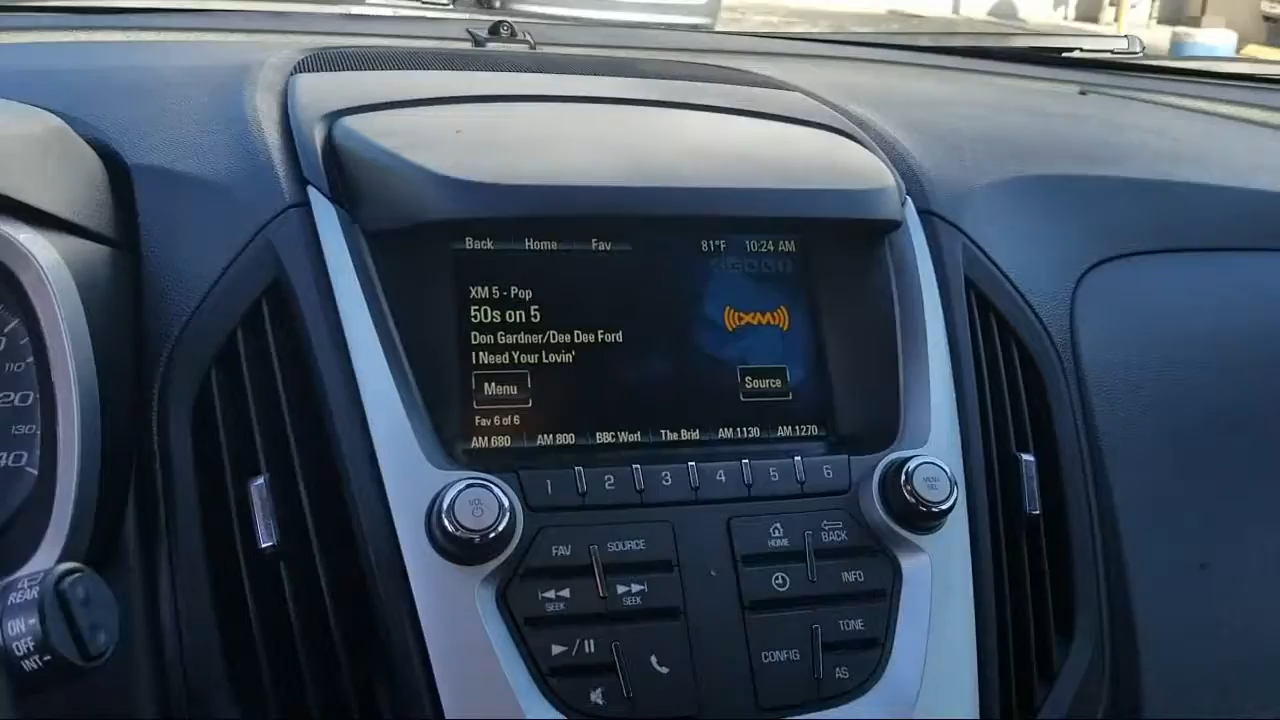 Back Home Fav 81°F 10:24 AM
XM 5 - Pop
50s on 5
Don Gardner/Dee Dee Ford
I Need Your Lovin'
(((XM)))
Menu
Source
Fav 6 of 6
AM 680 AM 800 BBC Worl The Brid AM 1130 AM 1270
1 2 3 4 5 6
VOL
MENU
SEL
FAV SOURCE
SEEK SEEK
HOME BACK
INFO
TONE
CONFIG
AS
110
120
130
140
REAR
ON
OFF
INT